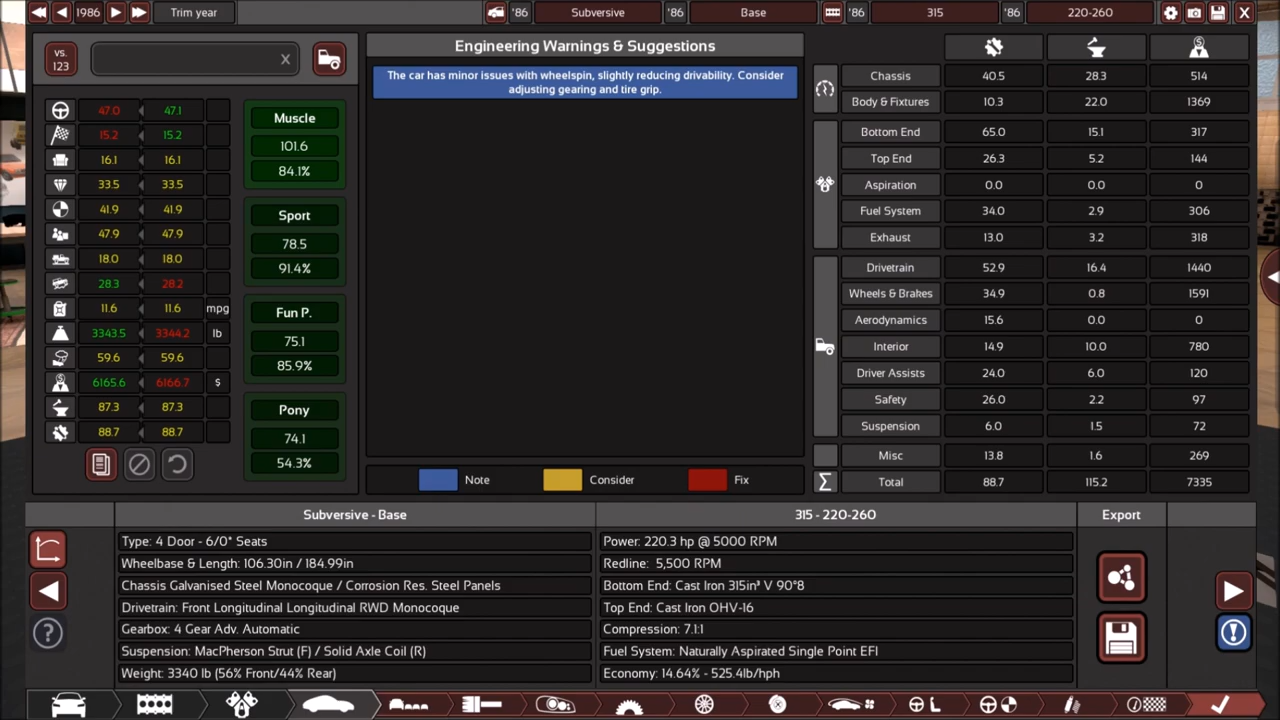 1986 Trim year '86 Subversive '86 Base '86 315 '86 220-260
vs. 123 x
Engineering Warnings & Suggestions
The car has minor issues with wheelspin, slightly reducing drivability. Consider
adjusting gearing and tire grip.
47.0 47.1
15.2 15.2
16.1 16.1
33.5 33.5
41.9 41.9
47.9 47.9
18.0 18.0
28.3 28.2
11.6 11.6 mpg
3343.5 3344.2 lb
59.6 59.6
6165.6 6166.7 $
87.3 87.3
88.7 88.7
Muscle
101.6
84.1%
Sport
78.5
91.4%
Fun P.
75.1
85.9%
Pony
74.1
54.3%
Note Consider Fix
Chassis 40.5 28.3 514
Body & Fixtures 10.3 22.0 1369
Bottom End 65.0 15.1 317
Top End 26.3 5.2 144
Aspiration 0.0 0.0 0
Fuel System 34.0 2.9 306
Exhaust 13.0 3.2 318
Drivetrain 52.9 16.4 1440
Wheels & Brakes 34.9 0.8 1591
Aerodynamics 15.6 0.0 0
Interior 14.9 10.0 780
Driver Assists 24.0 6.0 120
Safety 26.0 2.2 97
Suspension 6.0 1.5 72
Misc 13.8 1.6 269
Σ Total 88.7 115.2 7335
Subversive - Base
Type: 4 Door - 6/0* Seats
Wheelbase & Length: 106.30in / 184.99in
Chassis Galvanised Steel Monocoque / Corrosion Res. Steel Panels
Drivetrain: Front Longitudinal Longitudinal RWD Monocoque
Gearbox: 4 Gear Adv. Automatic
Suspension: MacPherson Strut (F) / Solid Axle Coil (R)
Weight: 3340 lb (56% Front/44% Rear)
315 - 220-260
Power: 220.3 hp @ 5000 RPM
Redline: 5,500 RPM
Bottom End: Cast Iron 315in³ V 90°8
Top End: Cast Iron OHV-16
Compression: 7.1:1
Fuel System: Naturally Aspirated Single Point EFI
Economy: 14.64% - 525.4lb/hph
Export
?